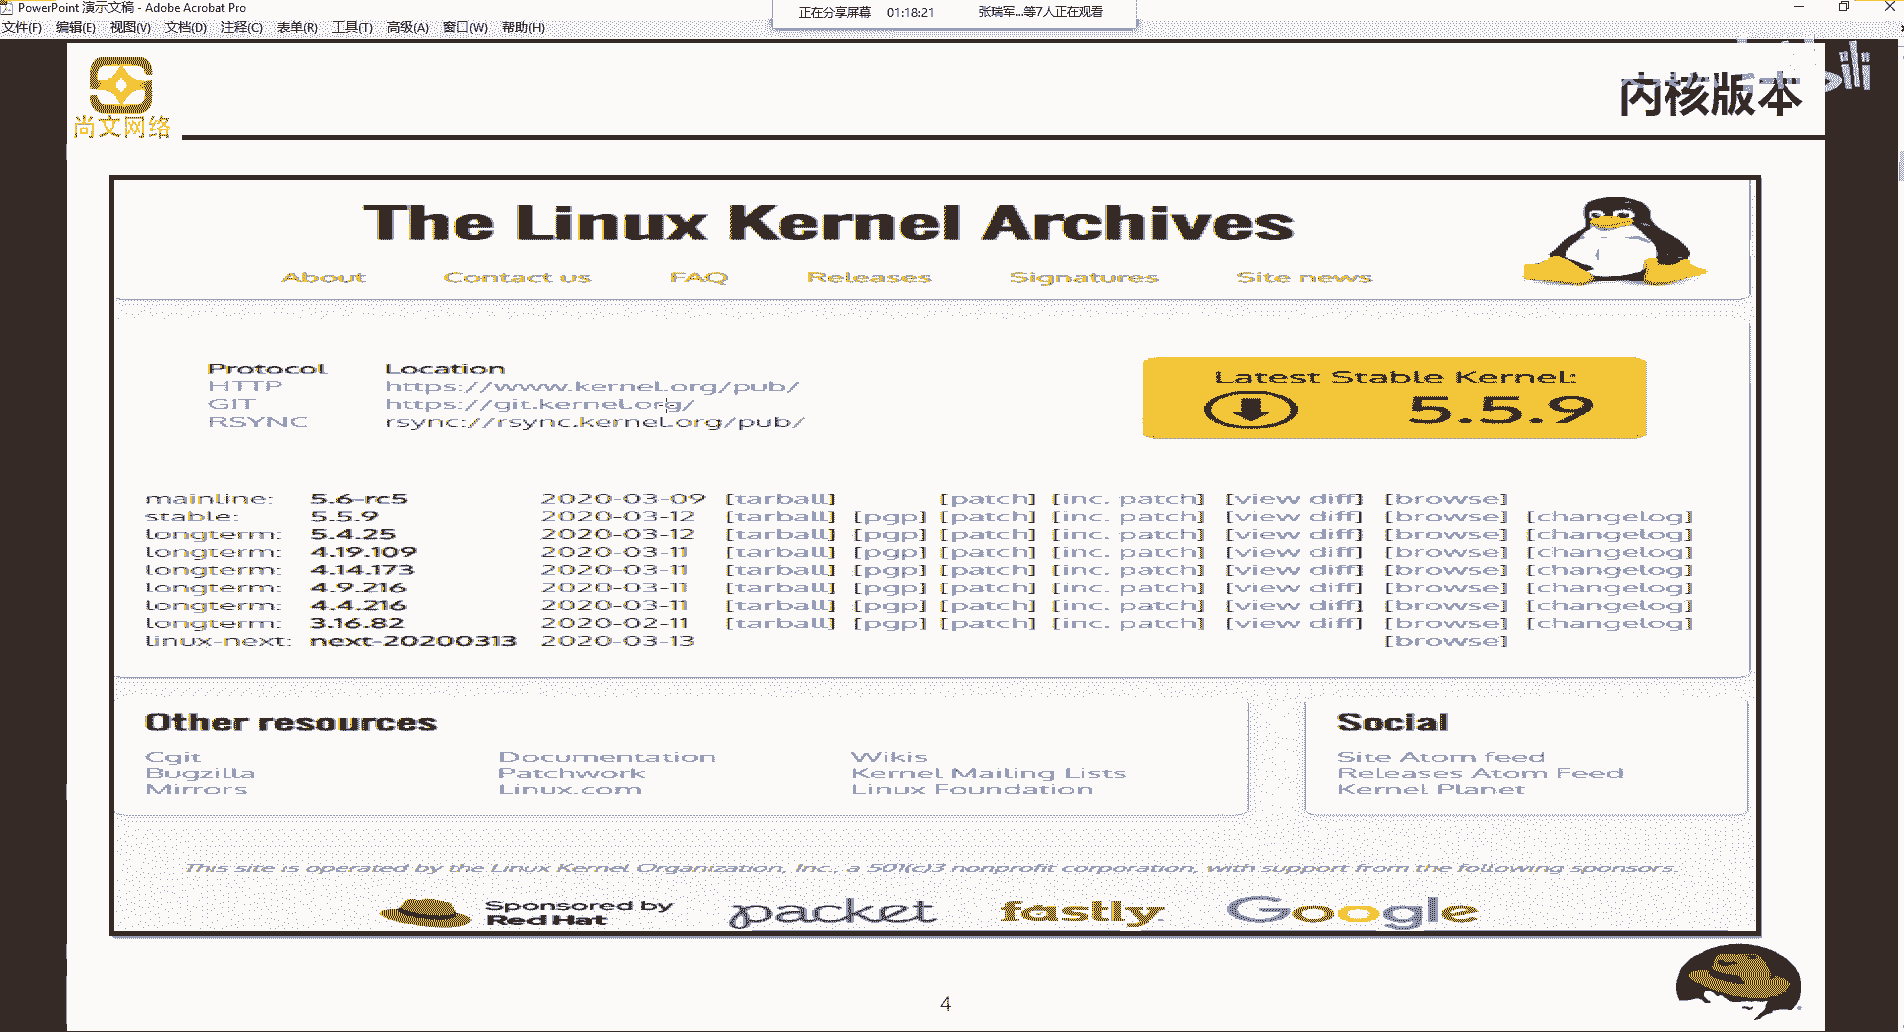 PowerPoint 演示文稿 - Adobe Acrobat Pro
正在分享屏幕 01:18:21 张瑞军...等7人正在观看
文件(F) 编辑(E) 视图(V) 文档(D) 注释(C) 表单(R) 工具(T) 高级(A) 窗口(W) 帮助(H)
尚文网络
内核版本
The Linux Kernel Archives
About Contact us FAQ Releases Signatures Site news
Protocol Location
HTTP https://www.kernel.org/pub/
GIT https://git.kernel.org/
RSYNC rsync://rsync.kernel.org/pub/
Latest Stable Kernel:
5.5.9
mainline: 5.6-rc5 2020-03-09 [tarball] [patch] [inc. patch] [view diff] [browse]
stable: 5.5.9 2020-03-12 [tarball] [pgp] [patch] [inc. patch] [view diff] [browse] [changelog]
longterm: 5.4.25 2020-03-12 [tarball] [pgp] [patch] [inc. patch] [view diff] [browse] [changelog]
longterm: 4.19.109 2020-03-11 [tarball] [pgp] [patch] [inc. patch] [view diff] [browse] [changelog]
longterm: 4.14.173 2020-03-11 [tarball] [pgp] [patch] [inc. patch] [view diff] [browse] [changelog]
longterm: 4.9.216 2020-03-11 [tarball] [pgp] [patch] [inc. patch] [view diff] [browse] [changelog]
longterm: 4.4.216 2020-03-11 [tarball] [pgp] [patch] [inc. patch] [view diff] [browse] [changelog]
longterm: 3.16.82 2020-02-11 [tarball] [pgp] [patch] [inc. patch] [view diff] [browse] [changelog]
linux-next: next-20200313 2020-03-13 [browse]
Other resources
Cgit Documentation Wikis
Bugzilla Patchwork Kernel Mailing Lists
Mirrors Linux.com Linux Foundation
Social
Site Atom feed
Releases Atom Feed
Kernel Planet
This site is operated by the Linux Kernel Organization, Inc., a 501(c)3 nonprofit corporation, with support from the following sponsors.
Sponsored by
Red Hat
packet
fastly
Google
4